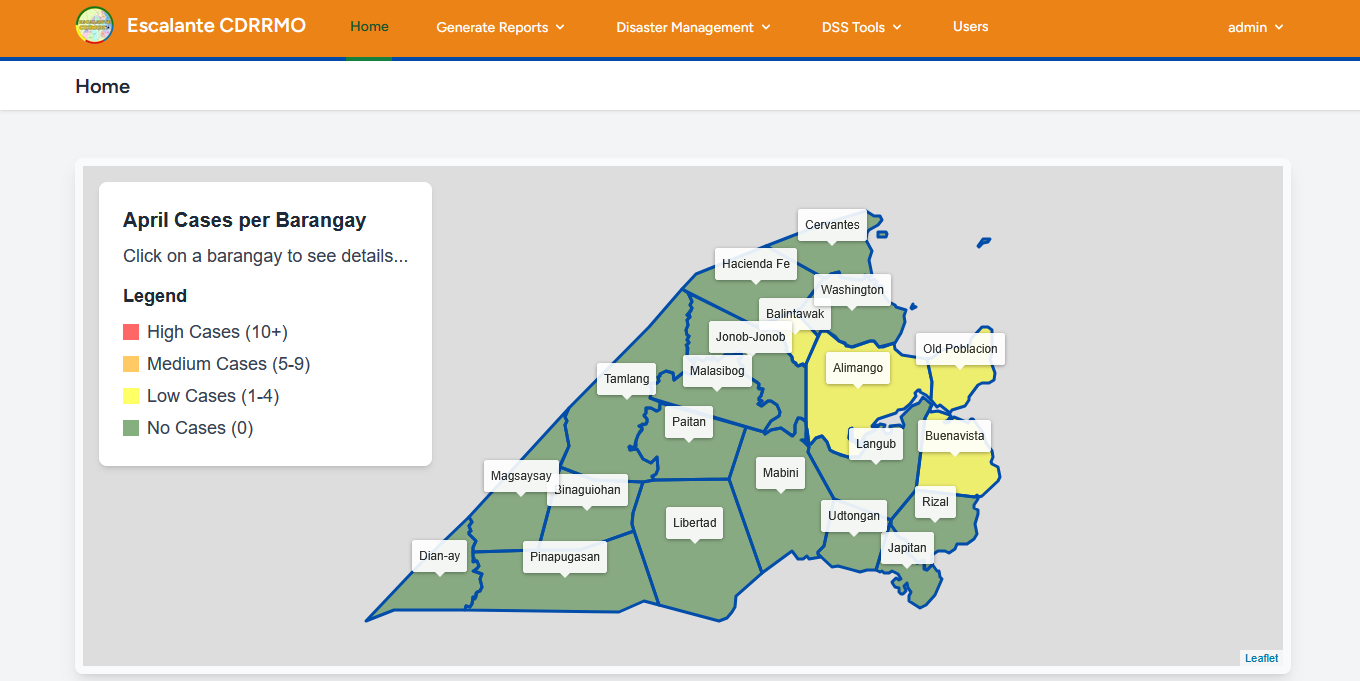 Escalante CDRRMO
Home
Generate Reports
Disaster Management
DSS Tools
Users
admin
Home
April Cases per Barangay
Click on a barangay to see details...
Legend
High Cases (10+)
Medium Cases (5-9)
Low Cases (1-4)
No Cases (0)
Cervantes
Hacienda Fe
Washington
Balintawak
Jonob-Jonob
Old Poblacion
Alimango
Malasibog
Tamlang
Paitan
Buenavista
Langub
Mabini
Magsaysay
Binaguiohan
Rizal
Udtongan
Libertad
Japitan
Dian-ay
Pinapugasan
Leaflet